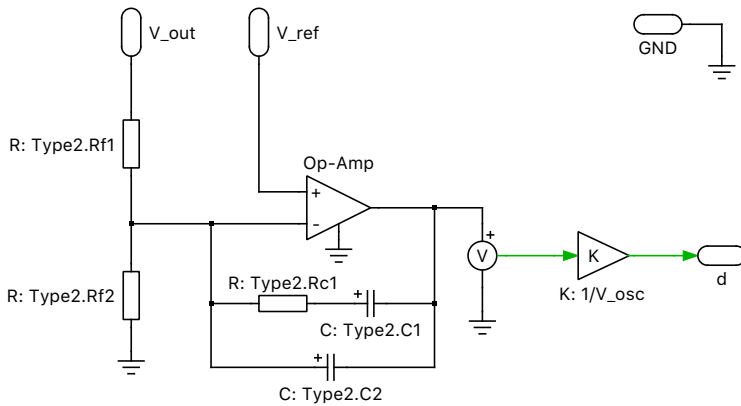 V_out
V_ref
GND
R: Type2.Rf1
Op-Amp
+
-
+
V
K
R: Type2.Rf2
R: Type2.Rc1
+
K: 1/V_osc
d
C: Type2.C1
+
C: Type2.C2